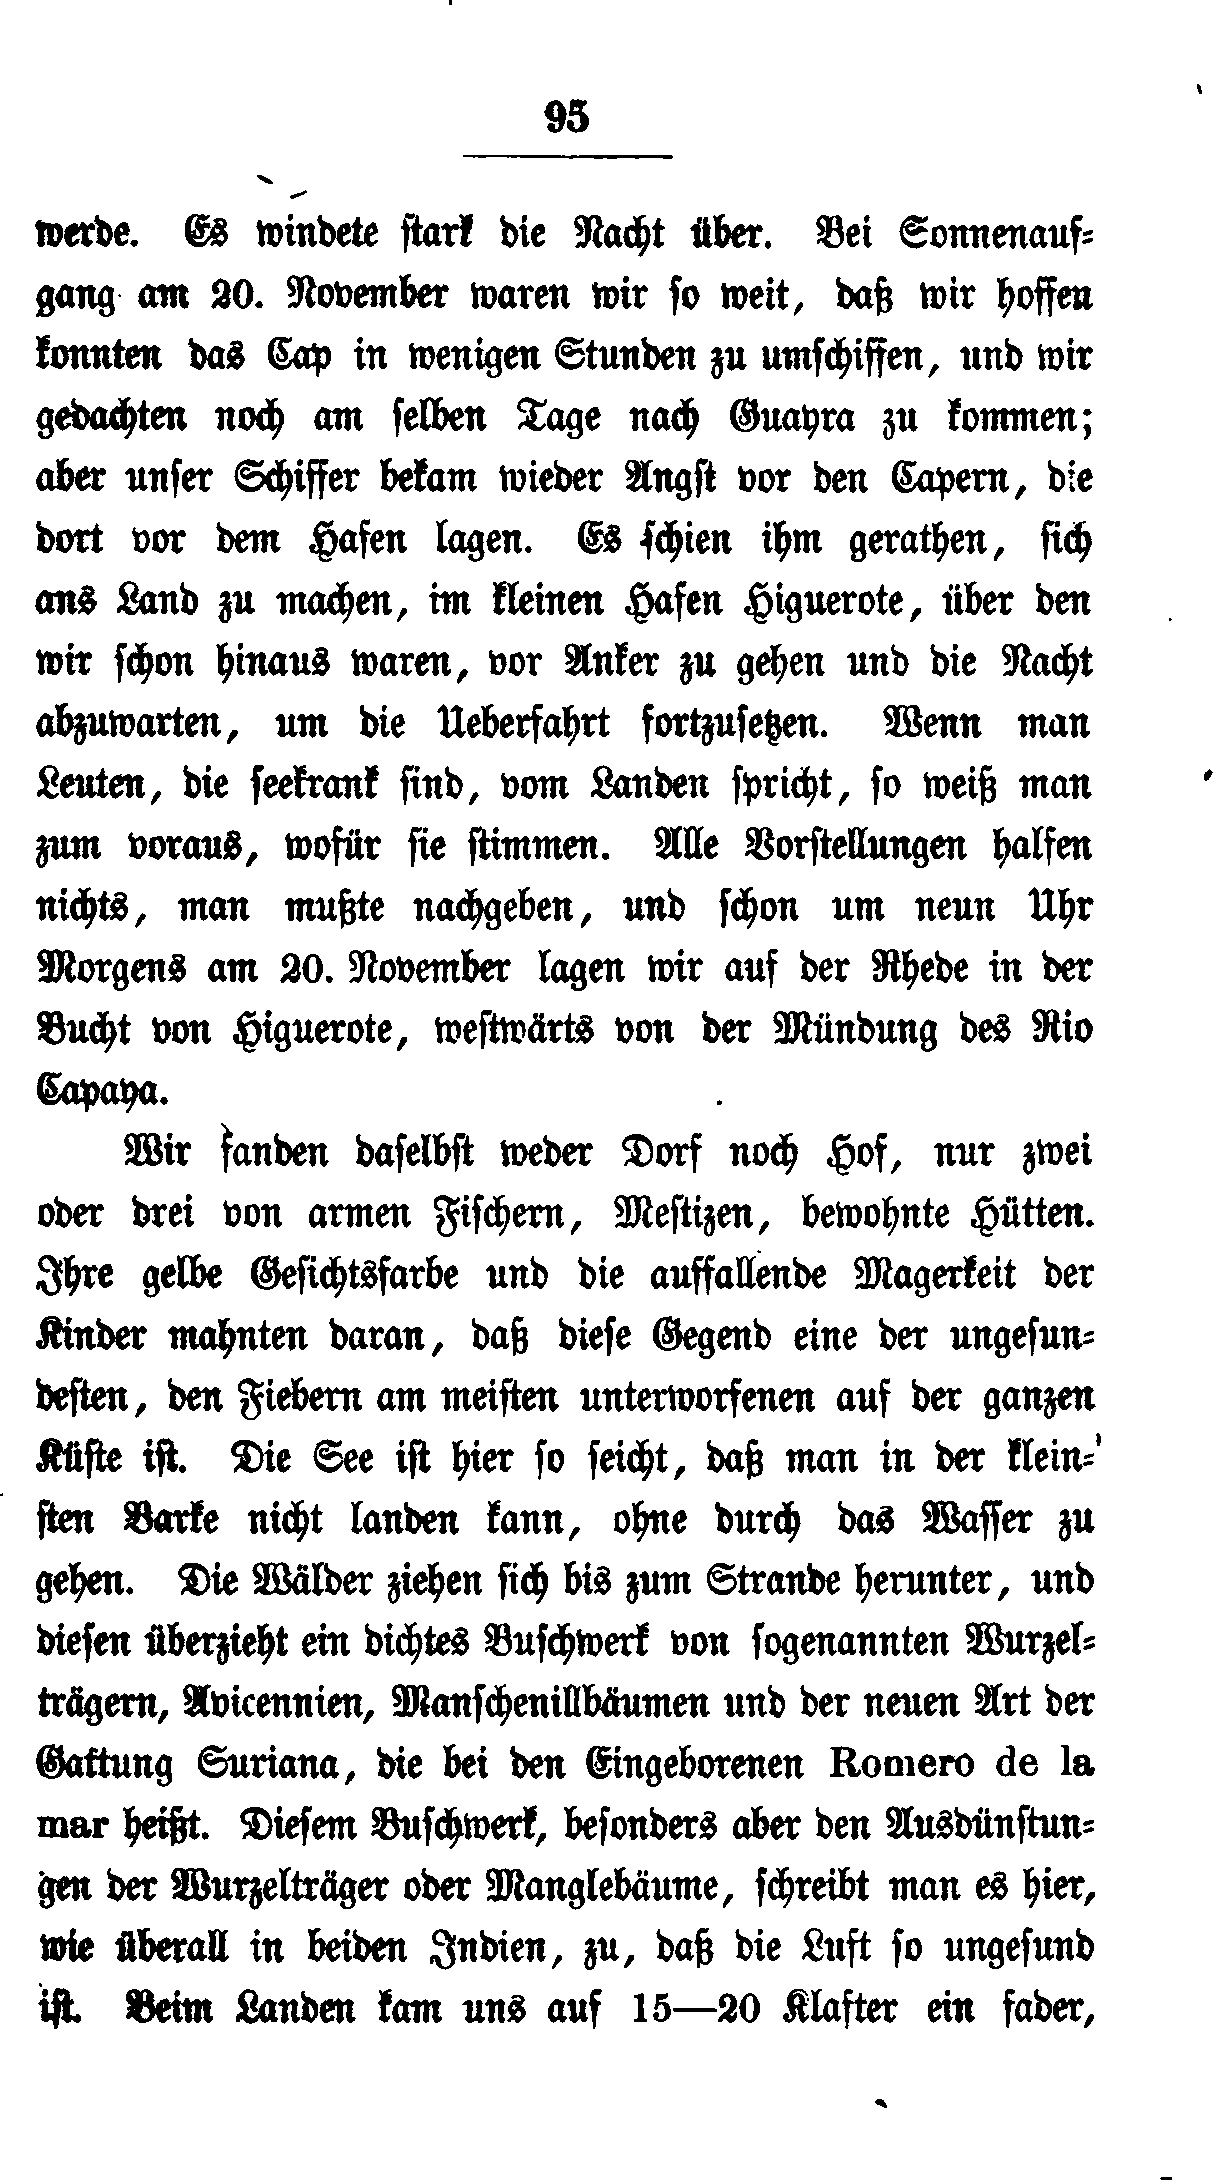 95
werde. Es windete ſtark die Nacht über. Bei Sonnenauf⸗
gang am 20. November waren wir ſo weit, daß wir hoffen
konnten das Cap in wenigen Stunden zu umſchiffen, und wir
gedachten noch am ſelben Tage nach Guayra zu kommen;
aber unſer Schiffer bekam wieder Angſt vor den Capern, die
dort vor dem Hafen lagen. Es ſchien ihm gerathen, ſich
ans Land zu machen, im kleinen Hafen Higuerote, über den
wir ſchon hinaus waren, vor Anker zu gehen und die Nacht
abzuwarten, um die Ueberfahrt fortzuſetzen. Wenn man
Leuten, die ſeekrank ſind, vom Landen ſpricht, ſo weiß man
zum voraus, wofür ſie ſtimmen. Alle Vorſtellungen halfen
nichts, man mußte nachgeben, und ſchon um neun Uhr
Morgens am 20. November lagen wir auf der Rhede in der
Bucht von Higuerote, weſtwärts von der Mündung des Rio
Capaya.
Wir fanden daſelbſt weder Dorf noch Hof, nur zwei
oder drei von armen Fiſchern, Meſtizen, bewohnte Hütten.
Ihre gelbe Geſichtsfarbe und die auffallende Magerkeit der
Kinder mahnten daran, daß dieſe Gegend eine der ungeſun⸗
deſten, den Fiebern am meiſten unterworfenen auf der ganzen
Küſte iſt. Die See iſt hier ſo ſeicht, daß man in der klein⸗
ſten Barke nicht landen kann, ohne durch das Waſſer zu
gehen. Die Wälder ziehen ſich bis zum Strande herunter, und
dieſen überzieht ein dichtes Buſchwerk von ſogenannten Wurzel⸗
trägern, Avicennien, Manſchenillbäumen und der neuen Art der
Gattung Suriana, die bei den Eingeborenen Romero de la
mar heißt. Dieſem Buſchwerk, beſonders aber den Ausdünſtun⸗
gen der Wurzelträger oder Manglebäume, ſchreibt man es hier,
wie überall in beiden Indien, zu, daß die Luft ſo ungeſund
iſt. Beim Landen kam uns auf 15—20 Klafter ein fader,